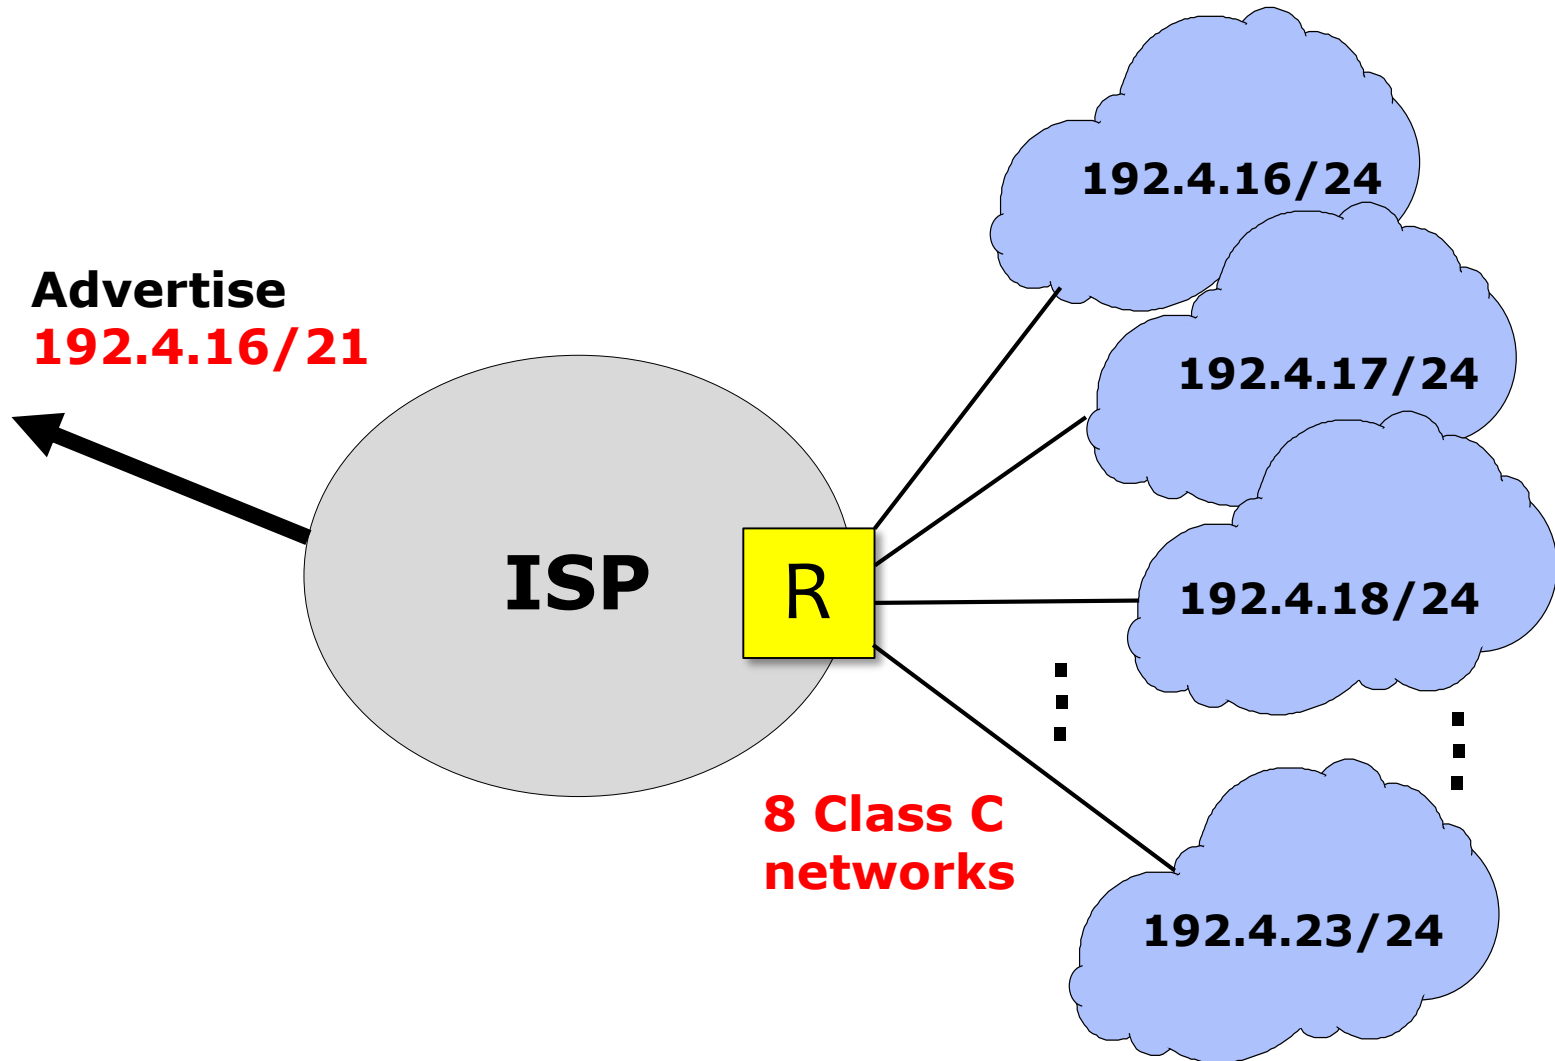 192.4.16/24
Advertise
192.4.16/21
192.4.17/24
ISP
R
192.4.18/24
8 Class C
networks
192.4.23/24